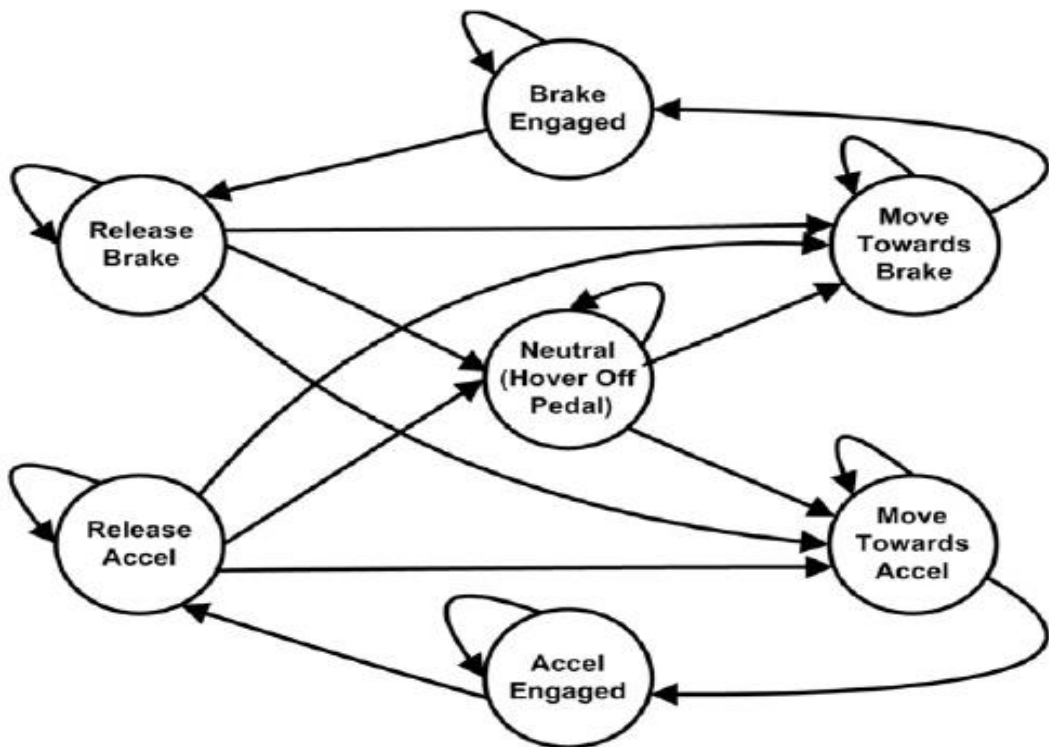 Brake
Engaged
Release
Brake
Move
Towards
Brake
Neutral
(Hover Off
Pedal)
Release
Accel
Move
Towards
Accel
Accel
Engaged